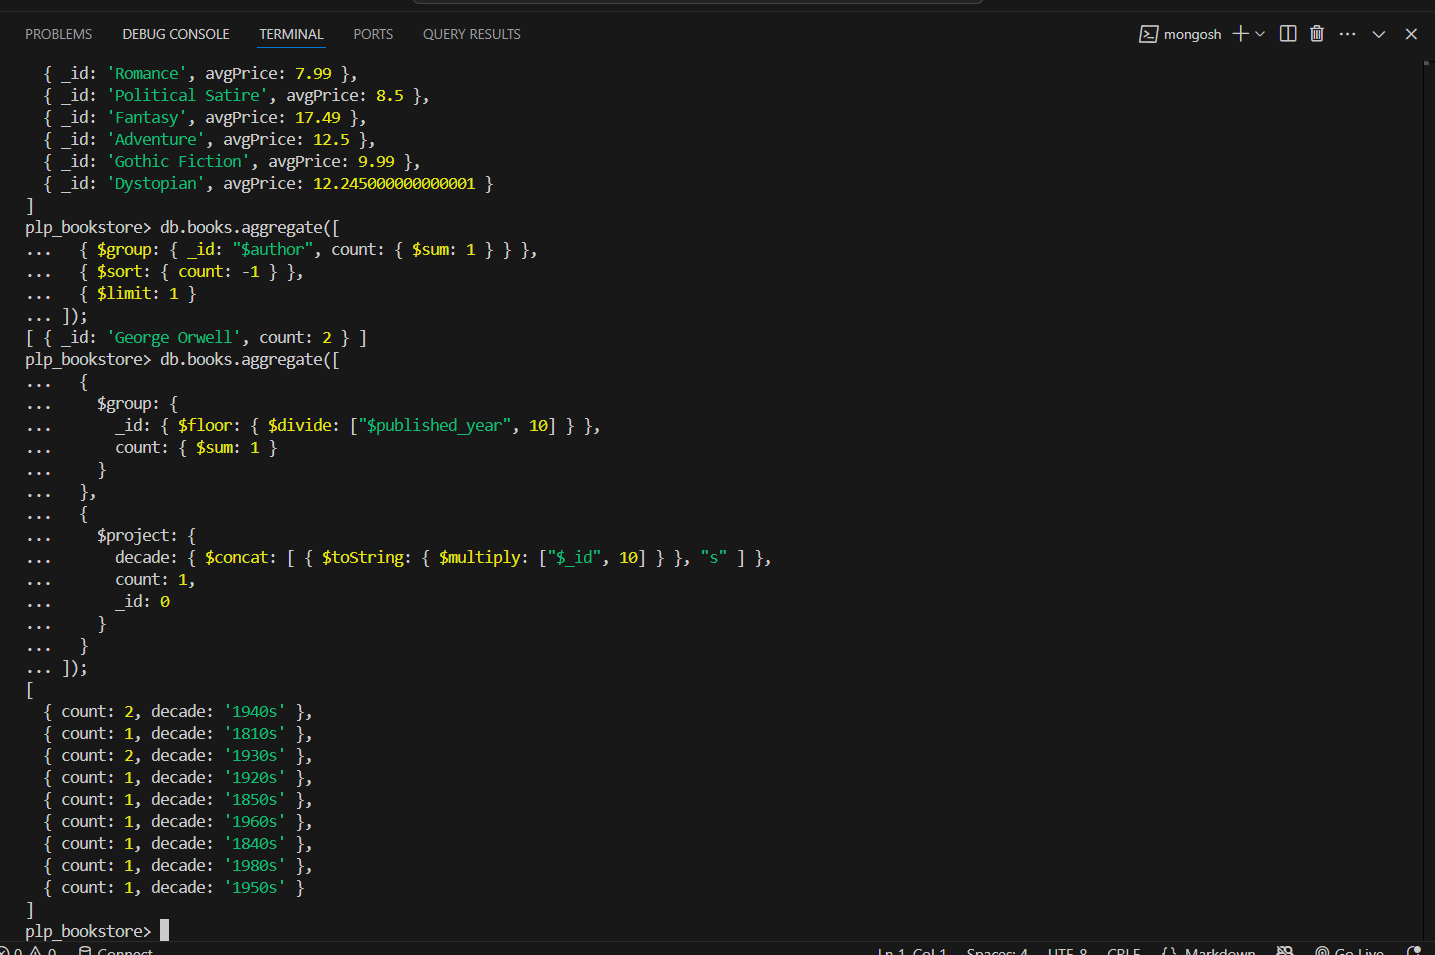 PROBLEMS DEBUG CONSOLE TERMINAL PORTS QUERY RESULTS mongosh
{ _id: 'Romance', avgPrice: 7.99 },
{ _id: 'Political Satire', avgPrice: 8.5 },
{ _id: 'Fantasy', avgPrice: 17.49 },
{ _id: 'Adventure', avgPrice: 12.5 },
{ _id: 'Gothic Fiction', avgPrice: 9.99 },
{ _id: 'Dystopian', avgPrice: 12.245000000000001 }
]
plp_bookstore> db.books.aggregate([
...   { $group: { _id: "$author", count: { $sum: 1 } } },
...   { $sort: { count: -1 } },
...   { $limit: 1 }
... ]);
[ { _id: 'George Orwell', count: 2 } ]
plp_bookstore> db.books.aggregate([
...   {
...     $group: {
...       _id: { $floor: { $divide: ["$published_year", 10] } },
...       count: { $sum: 1 }
...     }
...   },
...   {
...     $project: {
...       decade: { $concat: [ { $toString: { $multiply: ["$_id", 10] } }, "s" ] },
...       count: 1,
...       _id: 0
...     }
...   }
... ]);
[
{ count: 2, decade: '1940s' },
{ count: 1, decade: '1810s' },
{ count: 2, decade: '1930s' },
{ count: 1, decade: '1920s' },
{ count: 1, decade: '1850s' },
{ count: 1, decade: '1960s' },
{ count: 1, decade: '1840s' },
{ count: 1, decade: '1980s' },
{ count: 1, decade: '1950s' }
]
plp_bookstore>
0 0 Connect Ln 1, Col 1 Spaces: 4 UTF-8 CRLF {} Markdown Go Live